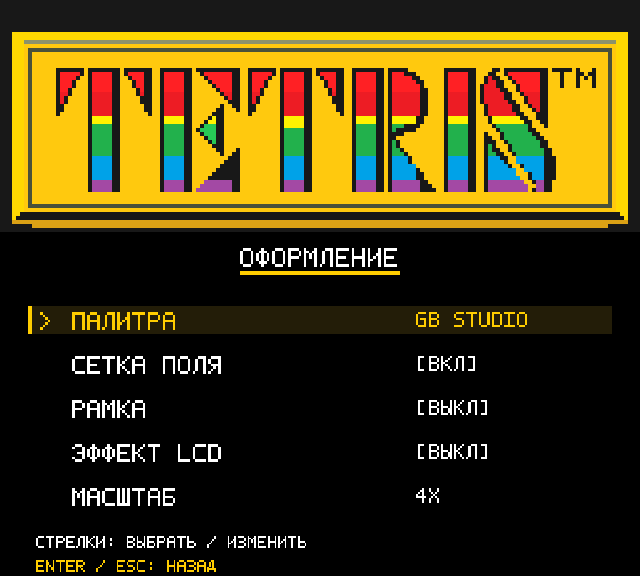 TETRIS™
ОФОРМЛЕНИЕ
> ПАЛИТРА GB STUDIO
СЕТКА ПОЛЯ [ВКЛ]
РАМКА [ВЫКЛ]
ЭФФЕКТ LCD [ВЫКЛ]
МАСШТАБ 4X
СТРЕЛКИ: ВЫБРАТЬ / ИЗМЕНИТЬ
ENTER / ESC: НАЗАД